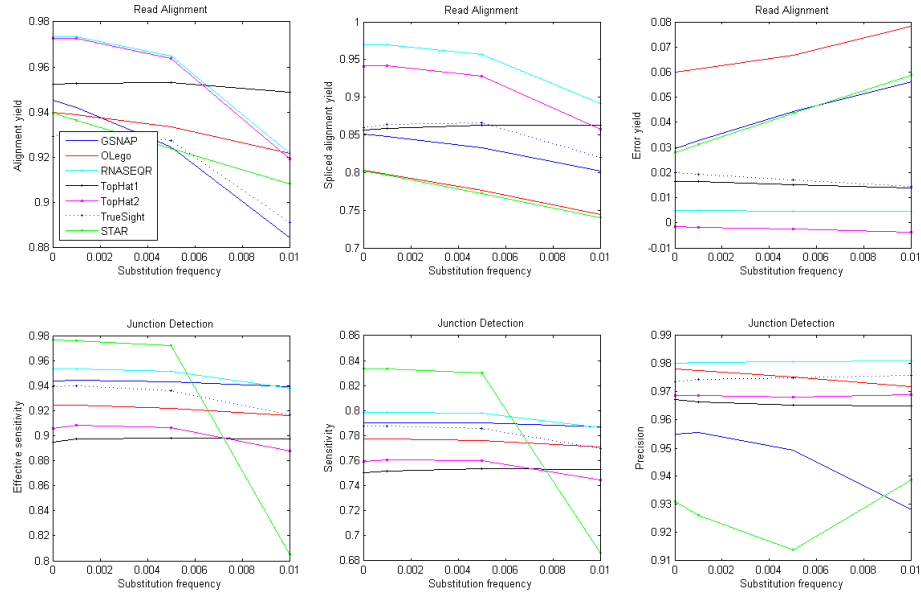 Read Alignment
Alignment yield
0.98
0.96
0.94
0.92
0.9
0.88
GSNAP
OLego
RNASEQR
TopHat1
TopHat2
TrueSight
STAR
0 0.002 0.004 0.006 0.008 0.01
Substitution frequency
Read Alignment
Spliced alignment yield
1
0.95
0.9
0.85
0.8
0.75
0.7
0 0.002 0.004 0.006 0.008 0.01
Substitution frequency
Read Alignment
Error yield
0.08
0.07
0.06
0.05
0.04
0.03
0.02
0.01
0
-0.01
0 0.002 0.004 0.006 0.008 0.01
Substitution frequency
Junction Detection
Effective sensitivity
0.98
0.96
0.94
0.92
0.9
0.88
0.86
0.84
0.82
0.8
0 0.002 0.004 0.006 0.008 0.01
Substitution frequency
Junction Detection
Sensitivity
0.86
0.84
0.82
0.8
0.78
0.76
0.74
0.72
0.7
0.68
0 0.002 0.004 0.006 0.008 0.01
Substitution frequency
Junction Detection
Precision
0.99
0.98
0.97
0.96
0.95
0.94
0.93
0.92
0.91
0 0.002 0.004 0.006 0.008 0.01
Substitution frequency